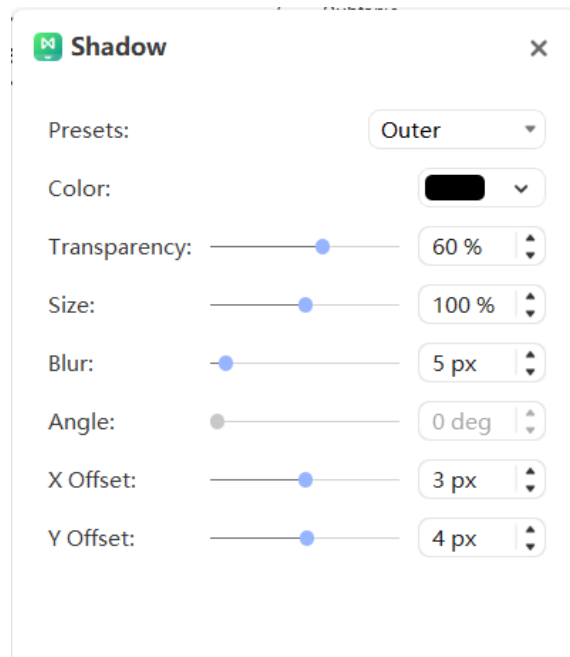 Shadow
Presets: Outer
Color:
Transparency: 60 %
Size: 100 %
Blur: 5 px
Angle: 0 deg
X Offset: 3 px
Y Offset: 4 px